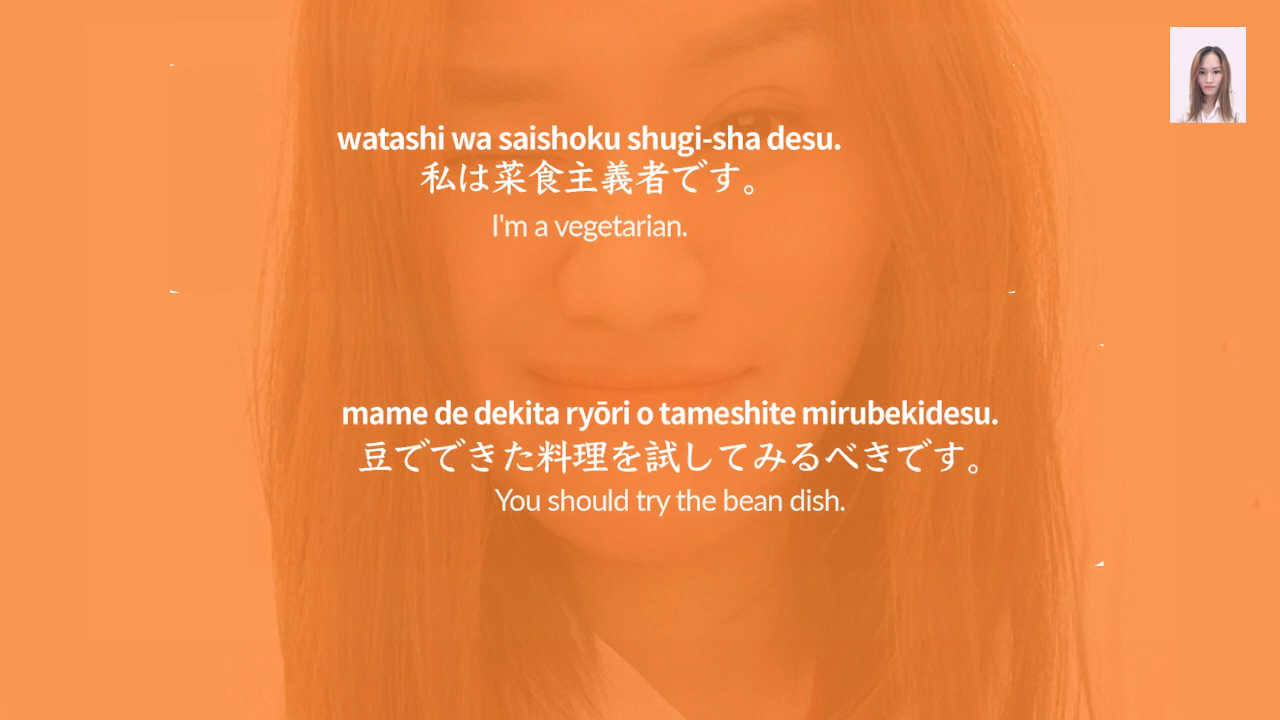 watashi wa saishoku shugi-sha desu.
私は菜食主義者です。
I'm a vegetarian.
mame de dekita ryōri o tameshite mirubekidesu.
豆でできた料理を試してみるべきです。
You should try the bean dish.